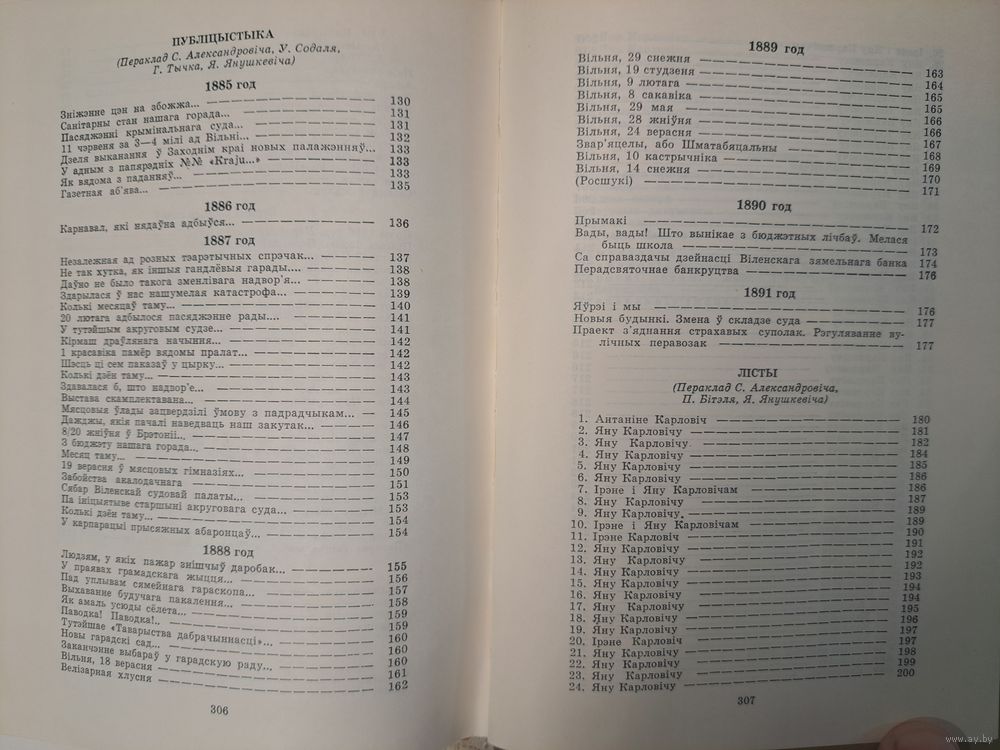 ПУБЛІЦЫСТЫКА
(Пераклад С. Александровіча, У. Содаля,
Г. Тычка, Я. Янушкевіча)
1885 год
Зніжэнне цэн на збожжа... 130
Санітарны стан нашага горада... 131
Пасяджэнні крымінальнага суда... 131
11 чэрвеня за 3—4 мілі ад Вільні... 132
Дзеля выканання ў Заходнім краі новых палажэнняў... 133
У адным з папярэдніх №№ «Kraju...» 133
Як вядома з паданняў... 133
Газетная аб'ява... 135
1886 год
Карнавал, які нядаўна адбыўся... 136
1887 год
Незалежная ад розных тэарэтычных спрэчак... 137
Не так хутка, як іншыя гандлёвыя гарады.... 138
Даўно не было такога зменлівага надвор'я... 138
Здарылася ў нас нашумелая катастрофа... 139
Колькі месяцаў таму... 140
20 лютага адбылося пасяджэнне рады.... 141
У тутэйшым акруговым судзе... 141
Кірмаш драўлянага начыння... 142
1 красавіка памёр вядомы пралат... 142
Шэсць ці сем паказаў у цырку... 142
Колькі дзён таму... 143
Здавалася б, што надвор'е... 143
Выстава скамплектавана... 144
Мясцовыя ўлады зацвердзілі ўмову з падрадчыкам... 145
Дажджы, якія пачалі наведваць наш закутак... 146
8/20 жніўня ў Брэтоніі... 147
З бюджэту нашага горада... 148
Месяц таму... 149
19 верасня ў мясцовых гімназіях... 150
Забойства акалодачнага 151
Сябар Віленскай судовай палаты... 153
Па ініцыятыве старшыні акруговага суда... 153
Колькі дзён таму... 154
У карпарацыі прысяжных абаронцаў... 154
1888 год
Людзям, у якіх пажар знішчыў даробак... 155
У праявах грамадскага жыцця... 156
Пад уплывам сямейнага гараскопа... 157
Выхаванне будучага пакалення... 158
Як амаль усюды сёлета... 159
Паводка! Паводка!.. 159
Тутэйшае «Таварыства дабрачыннасці»... 160
Новы гарадскі сад... 160
Заканчэнне выбараў у гарадскую раду... 160
Вільня, 18 верасня 161
Велізарная хлусня 162
306
1889 год
Вільня, 29 снежня 163
Вільня, 19 студзеня 164
Вільня, 9 лютага 165
Вільня, 8 сакавіка 165
Вільня, 29 мая 166
Вільня, 28 жніўня 166
Вільня, 24 верасня 167
Звар'яцелы, або Шматабяцальны 168
Вільня, 10 кастрычніка 169
Вільня, 14 снежня 170
(Росшукі) 171
1890 год
Прымакі 172
Вады, вады! Што вынікае з бюджэтных лічбаў. Мелася
быць школа 173
Са справаздачы дзейнасці Віленскага зямельнага банка 174
Перадсвяточнае банкруцтва 176
1891 год
Яўрэі і мы 176
Новыя будынкі. Змена ў складзе суда 177
Праект з'яднання страхавых суполак. Рэгуляванне ву-
лічных перавозак 177
ЛІСТЫ
(Пераклад С. Александровіча,
П. Бітэля, Я. Янушкевіча)
1. Антаніне Карловіч 180
2. Яну Карловічу 181
3. Яну Карловічу 182
4. Яну Карловічу 184
5. Яну Карловічу 185
6. Яну Карловічу 186
7. Ірэне і Яну Карловічам 186
8. Яну Карловічу 187
9. Яну Карловічу 189
10. Ірэне і Яну Карловічам 189
11. Ірэне Карловіч 190
12. Яну Карловічу 191
13. Яну Карловічу 192
14. Яну Карловічу 192
15. Яну Карловічу 193
16. Яну Карловічу 194
17. Яну Карловічу 194
18. Яну Карловічу 195
19. Яну Карловічу 196
20. Ірэне Карловіч 197
21. Яну Карловічу 197
22. Яну Карловічу 198
23. Яну Карловічу 199
24. Яну Карловічу 200
307
www.ay.by